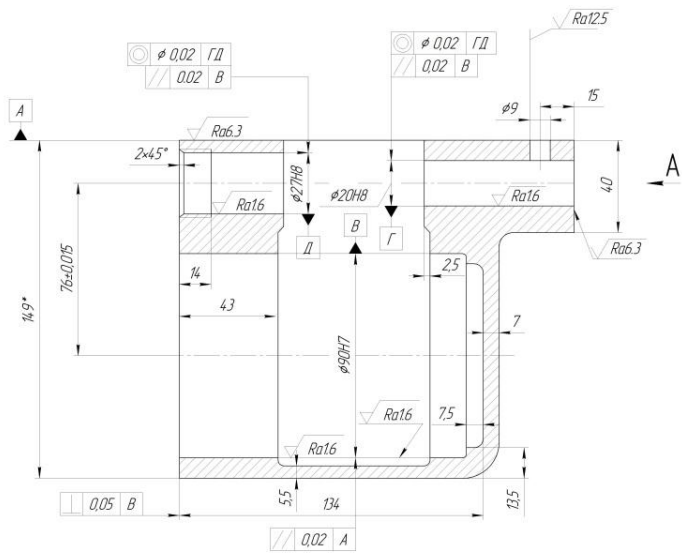 Ra12.5
⌀ 0,02 ГД
// 0.02 В
⌀ 0,02 ГД
// 0,02 В
⌀9
15
А
Ra6.3
2×45°
А
⌀27H8
⌀20H8
40
Ra1.6
Ra1.6
Д
В
Г
Ra6.3
76±0,015
149*
14
2,5
43
7
⌀90H7
Ra1.6
7,5
Ra1.6
⊥ 0,05 В
134
5,5
13,5
// 0,02 А